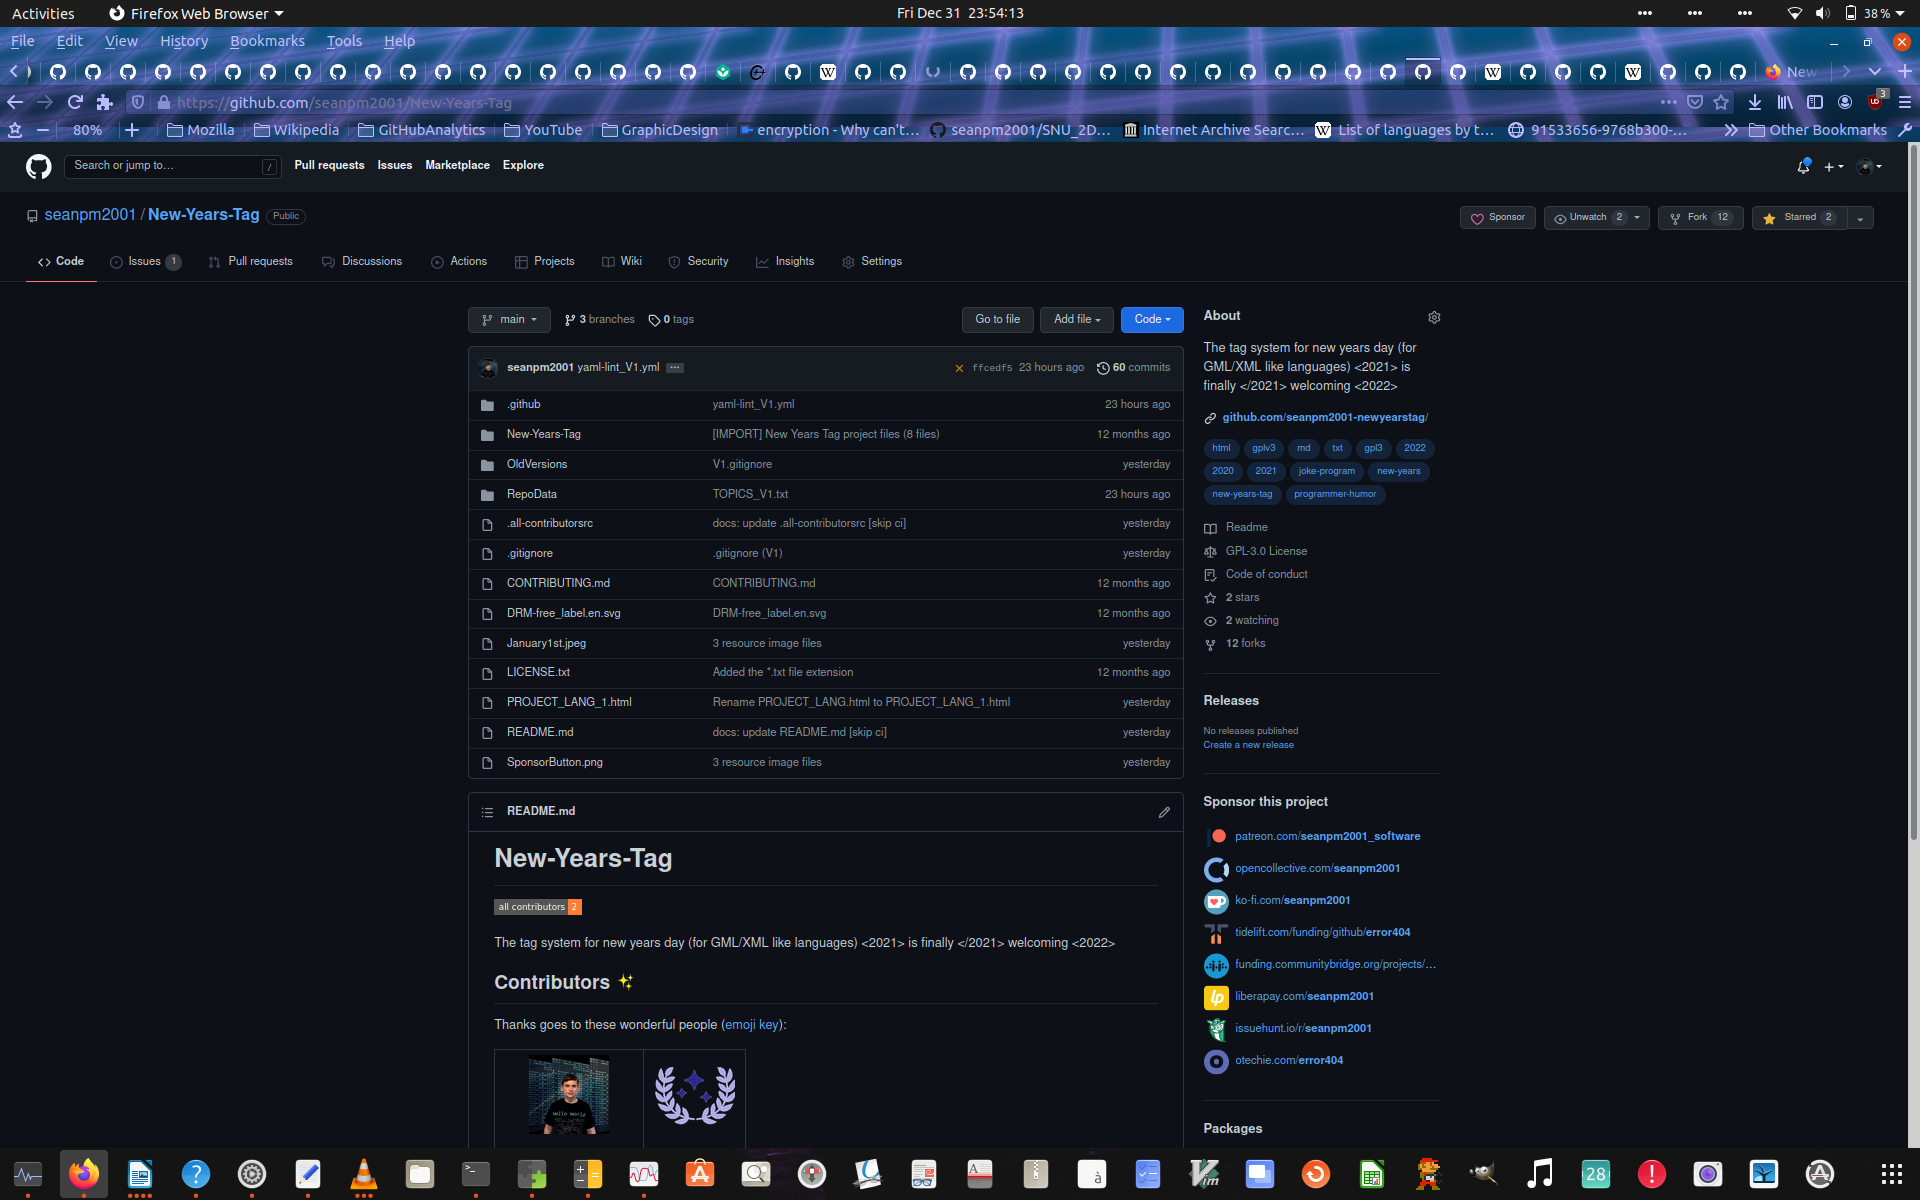 Activities Firefox Web Browser Fri Dec 31 23:54:13 38 %
File Edit View History Bookmarks Tools Help
New
https://github.com/seanpm2001/New-Years-Tag 3
80% Mozilla Wikipedia GitHubAnalytics YouTube GraphicDesign encryption - Why can't... seanpm2001/SNU_2D... Internet Archive Searc... List of languages by t... 91533656-9768b300-... Other Bookmarks
Search or jump to... / Pull requests Issues Marketplace Explore
seanpm2001 / New-Years-Tag Public Sponsor Unwatch 2 Fork 12 Starred 2
Code Issues 1 Pull requests Discussions Actions Projects Wiki Security Insights Settings
main 3 branches 0 tags Go to file Add file Code
seanpm2001 yaml-lint_V1.yml ... ffcedf5 23 hours ago 60 commits
.github yaml-lint_V1.yml 23 hours ago
New-Years-Tag [IMPORT] New Years Tag project files (8 files) 12 months ago
OldVersions V1.gitignore yesterday
RepoData TOPICS_V1.txt 23 hours ago
.all-contributorsrc docs: update .all-contributorsrc [skip ci] yesterday
.gitignore .gitignore (V1) yesterday
CONTRIBUTING.md CONTRIBUTING.md 12 months ago
DRM-free_label.en.svg DRM-free_label.en.svg 12 months ago
January1st.jpeg 3 resource image files yesterday
LICENSE.txt Added the *.txt file extension 12 months ago
PROJECT_LANG_1.html Rename PROJECT_LANG.html to PROJECT_LANG_1.html yesterday
README.md docs: update README.md [skip ci] yesterday
SponsorButton.png 3 resource image files yesterday
README.md
New-Years-Tag
all contributors 2
The tag system for new years day (for GML/XML like languages) <2021> is finally </2021> welcoming <2022>
Contributors ✨
Thanks goes to these wonderful people (emoji key):
Hello World
About
The tag system for new years day (for
GML/XML like languages) <2021> is
finally </2021> welcoming <2022>
github.com/seanpm2001-newyearstag/
html gplv3 md txt gpl3 2022
2020 2021 joke-program new-years
new-years-tag programmer-humor
Readme
GPL-3.0 License
Code of conduct
2 stars
2 watching
12 forks
Releases
No releases published
Create a new release
Sponsor this project
patreon.com/seanpm2001_software
opencollective.com/seanpm2001
ko-fi.com/seanpm2001
tidelift.com/funding/github/error404
funding.communitybridge.org/projects/...
liberapay.com/seanpm2001
issuehunt.io/r/seanpm2001
otechie.com/error404
Packages
28